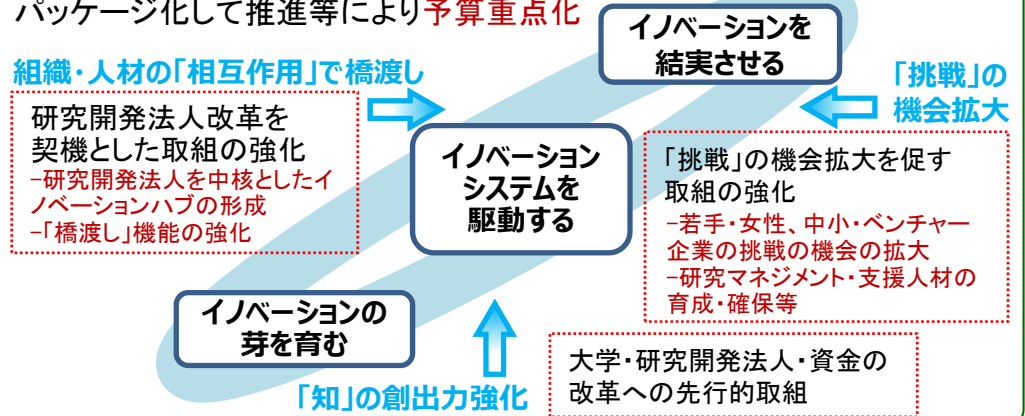 パッケージ化して推進等により予算重点化
イノベーションを
結実させる
組織・人材の「相互作用」で橋渡し
「挑戦」の
機会拡大
研究開発法人改革を
契機とした取組の強化
-研究開発法人を中核としたイ
ノベーションハブの形成
-「橋渡し」機能の強化
イノベーション
システムを
駆動する
「挑戦」の機会拡大を促す
取組の強化
-若手・女性、中小・ベンチャー
企業の挑戦の機会の拡大
-研究マネジメント・支援人材の
育成・確保等
イノベーションの
芽を育む
「知」の創出力強化
大学・研究開発法人・資金の
改革への先行的取組